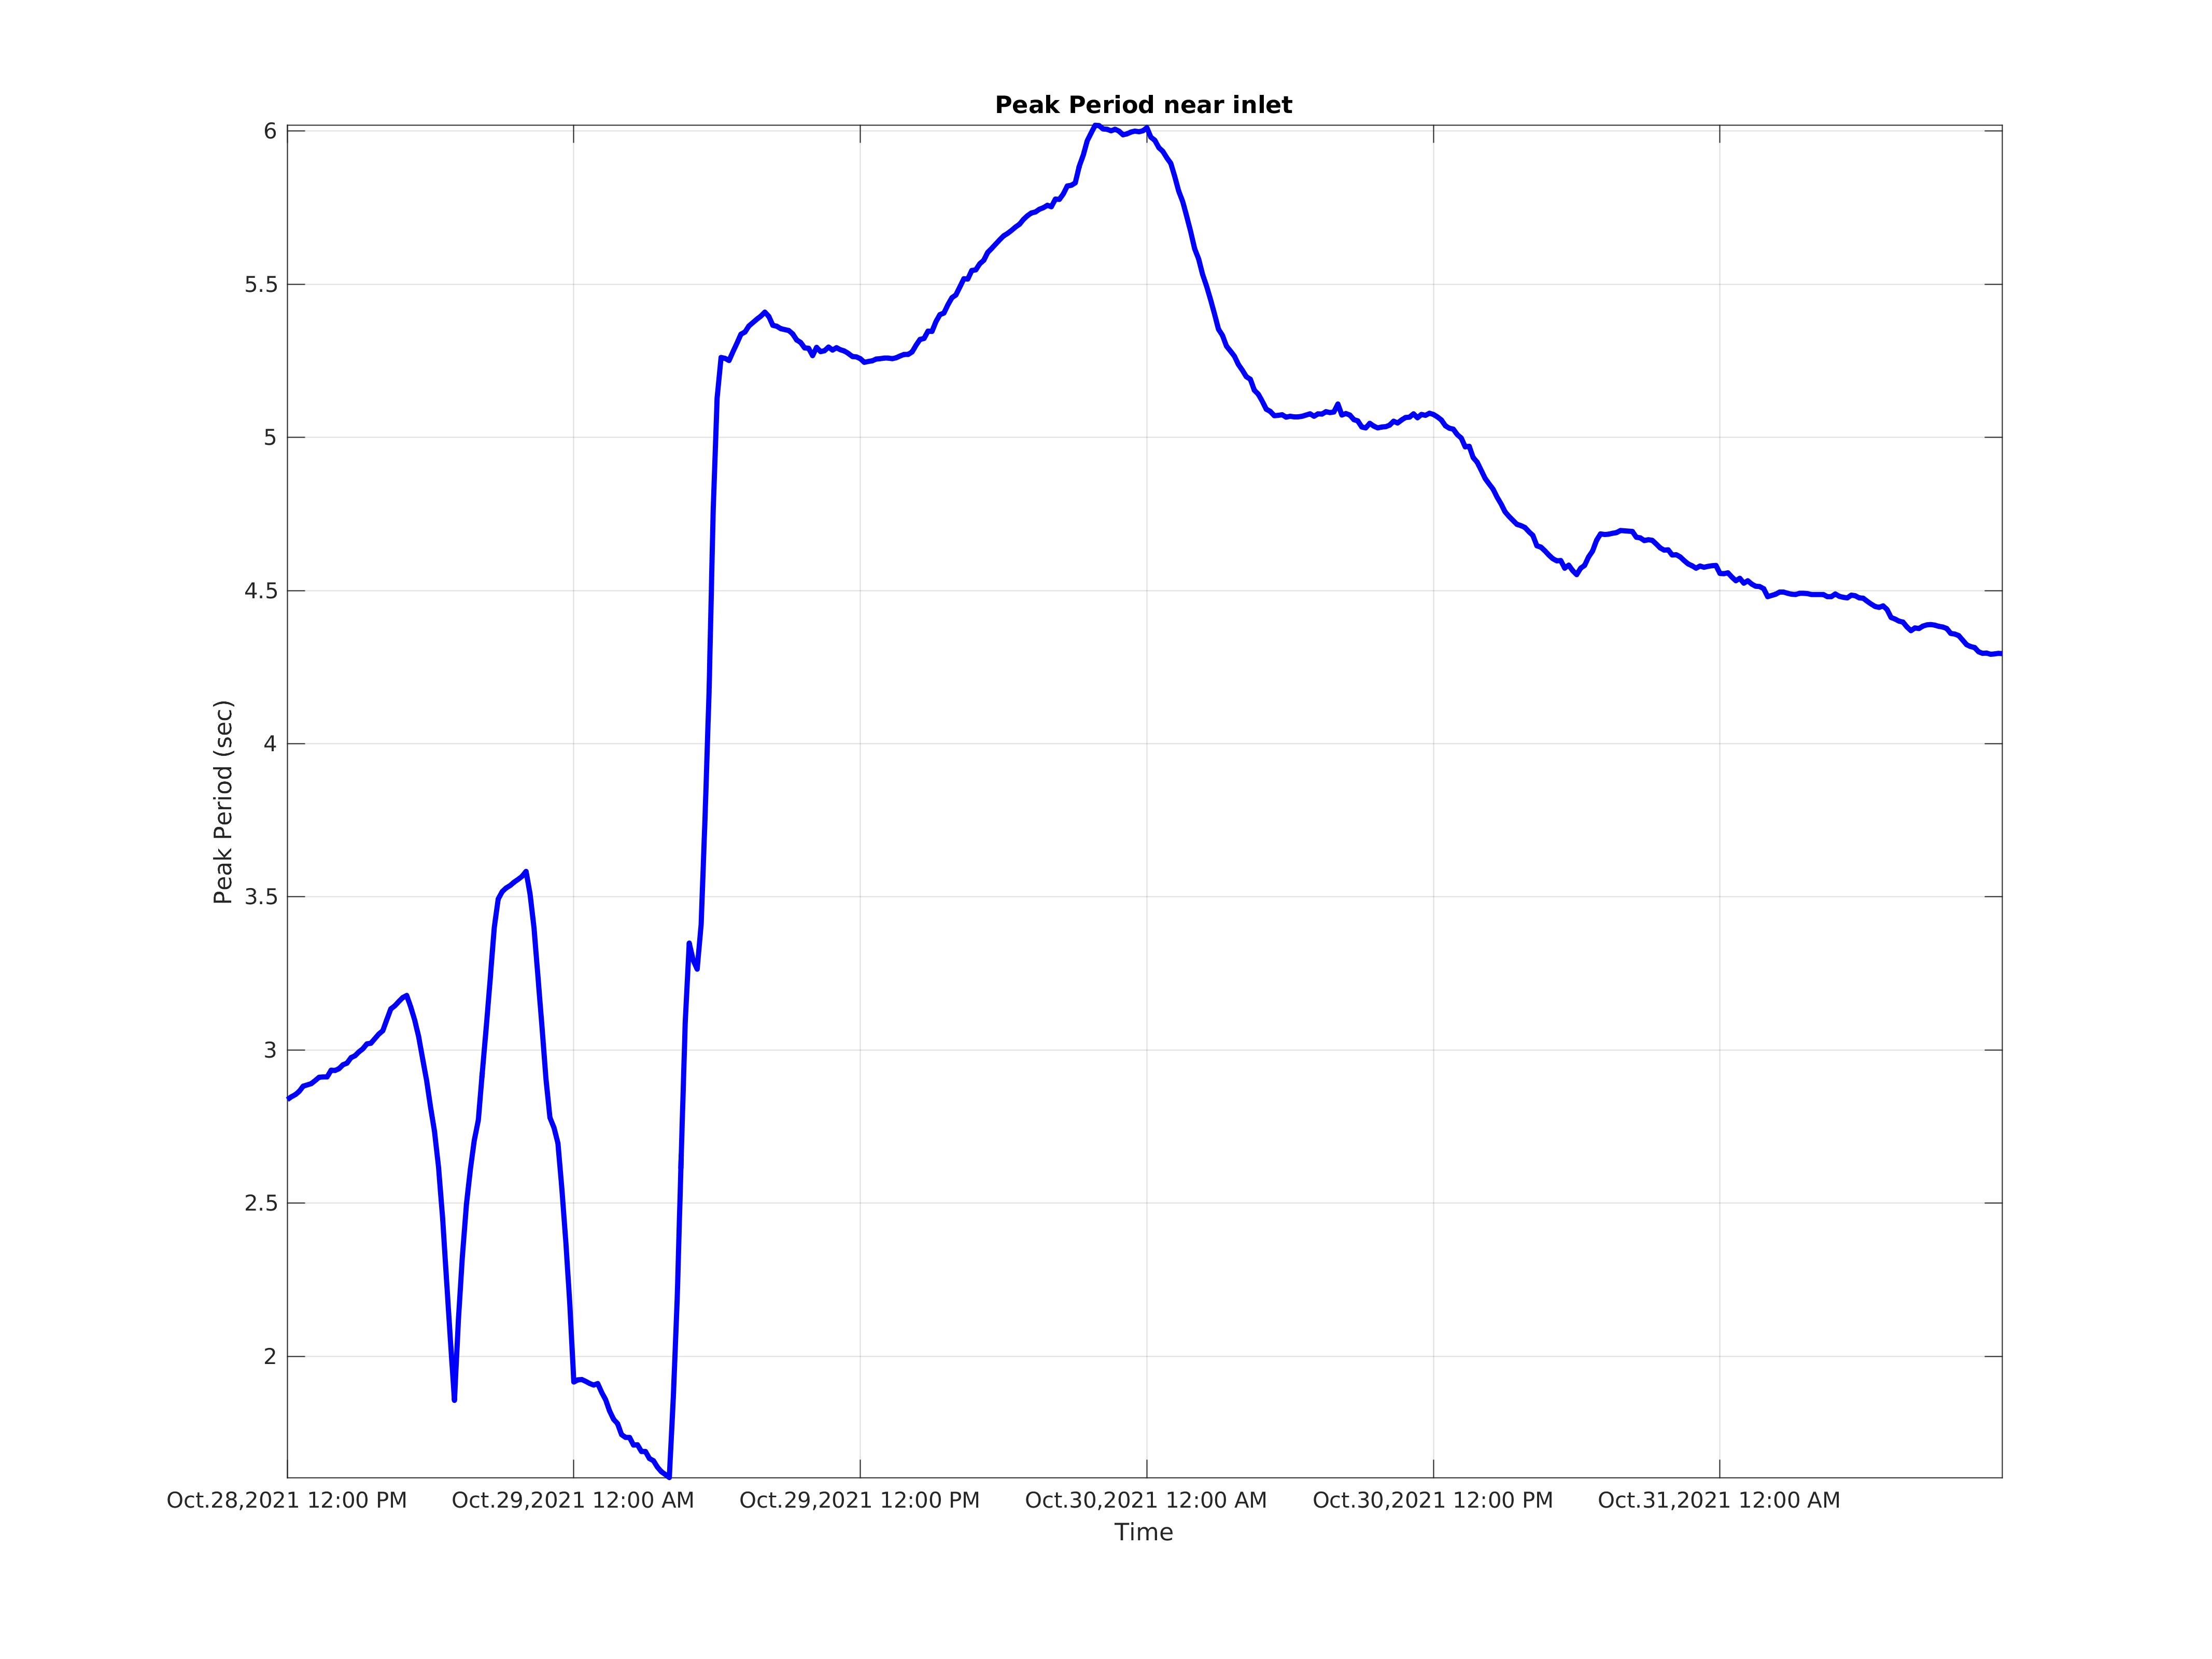 Peak Period near inlet
6
5.5
5
4.5
4
3.5
3
2.5
2
Peak Period (sec)
Oct.28,2021 12:00 PM Oct.29,2021 12:00 AM Oct.29,2021 12:00 PM Oct.30,2021 12:00 AM Oct.30,2021 12:00 PM Oct.31,2021 12:00 AM
Time